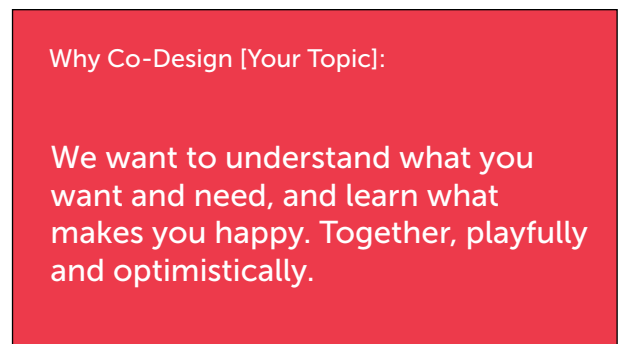 Why Co-Design [Your Topic]:
We want to understand what you
want and need, and learn what
makes you happy. Together, playfully
and optimistically.